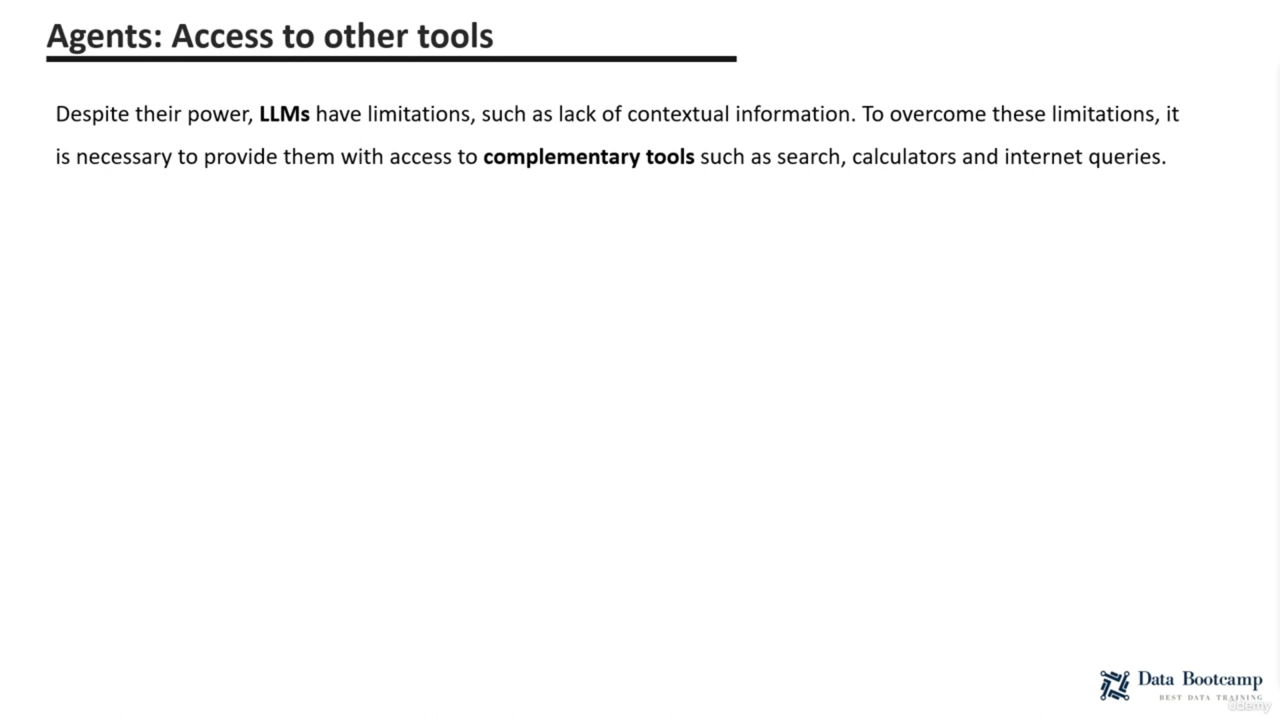 Agents: Access to other tools
Despite their power, LLMs have limitations, such as lack of contextual information. To overcome these limitations, it
is necessary to provide them with access to complementary tools such as search, calculators and internet queries.
Data Bootcamp
BEST DATA TRAINING
udemy